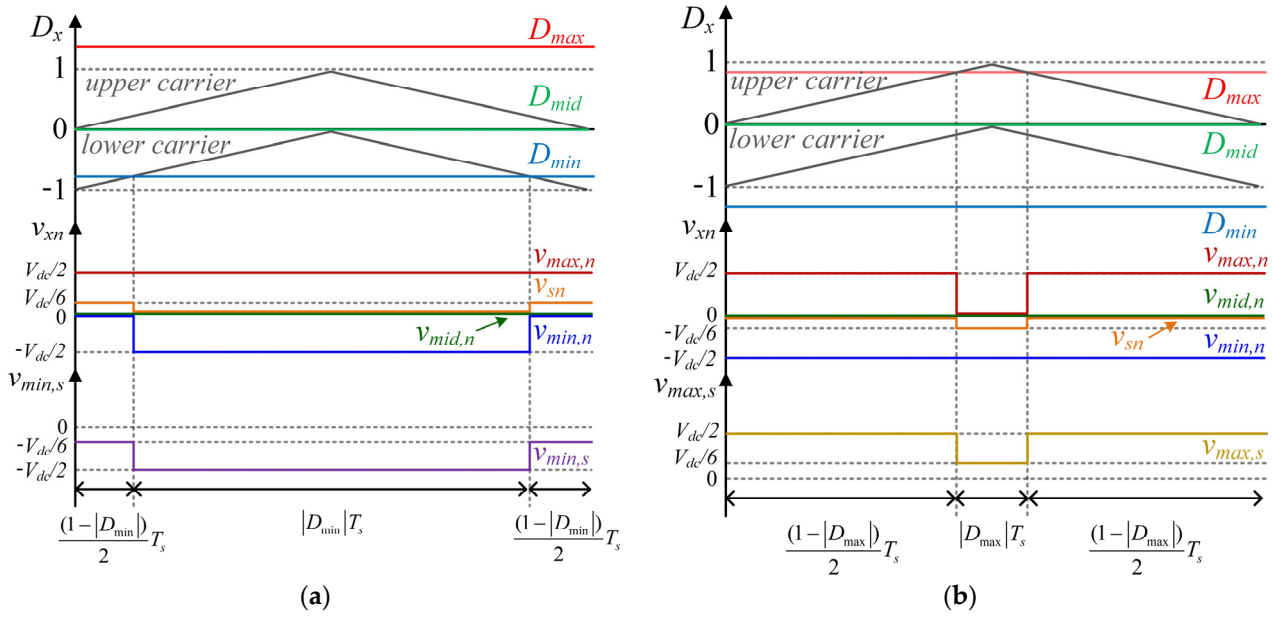 D_x
D_max
1
upper carrier
D_mid
0
lower carrier
D_min
-1
v_xn
v_max,n
V_dc/2
v_sn
V_dc/6
0
v_mid,n
v_min,n
-V_dc/2
v_min,s
0
-V_dc/6
v_min,s
-V_dc/2
(1-|D_min|)/2 T_s
|D_min|T_s
(1-|D_min|)/2 T_s
(a)
D_x
1
upper carrier
D_max
0
lower carrier
D_mid
-1
D_min
v_xn
v_max,n
V_dc/2
v_mid,n
0
-V_dc/6
v_sn
v_min,n
-V_dc/2
v_max,s
V_dc/2
v_max,s
V_dc/6
0
(1-|D_max|)/2 T_s
|D_max|T_s
(1-|D_max|)/2 T_s
(b)